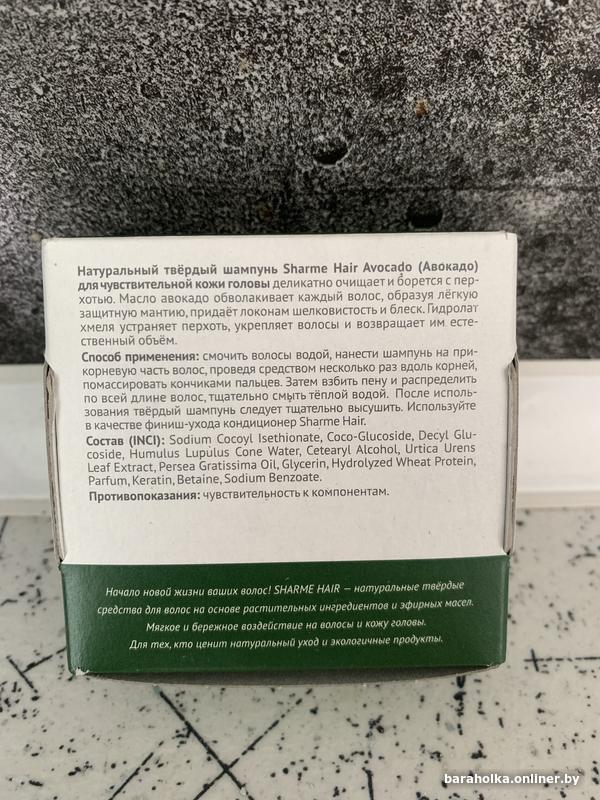 Натуральный твёрдый шампунь Sharme Hair Avocado (Авокадо)
для чувствительной кожи головы деликатно очищает и борется с пер-
хотью. Масло авокадо обволакивает каждый волос, образуя лёгкую
защитную мантию, придаёт локонам шелковистость и блеск. Гидролат
хмеля устраняет перхоть, укрепляет волосы и возвращает им есте-
ственный объём.
Способ применения: смочить волосы водой, нанести шампунь на при-
корневую часть волос, проведя средством несколько раз вдоль корней,
помассировать кончиками пальцев. Затем взбить пену и распределить
по всей длине волос, тщательно смыть тёплой водой. После исполь-
зования твёрдый шампунь следует тщательно высушить. Используйте
в качестве финиш-ухода кондиционер Sharme Hair.
Состав (INCI): Sodium Cocoyl Isethionate, Coco-Glucoside, Decyl Glu-
coside, Humulus Lupulus Cone Water, Cetearyl Alcohol, Urtica Urens
Leaf Extract, Persea Gratissima Oil, Glycerin, Hydrolyzed Wheat Protein,
Parfum, Keratin, Betaine, Sodium Benzoate.
Противопоказания: чувствительность к компонентам.
Начало новой жизни ваших волос! SHARME HAIR — натуральные твёрдые
средства для волос на основе растительных ингредиентов и эфирных масел.
Мягкое и бережное воздействие на волосы и кожу головы.
Для тех, кто ценит натуральный уход и экологичные продукты.
baraholka.onliner.by